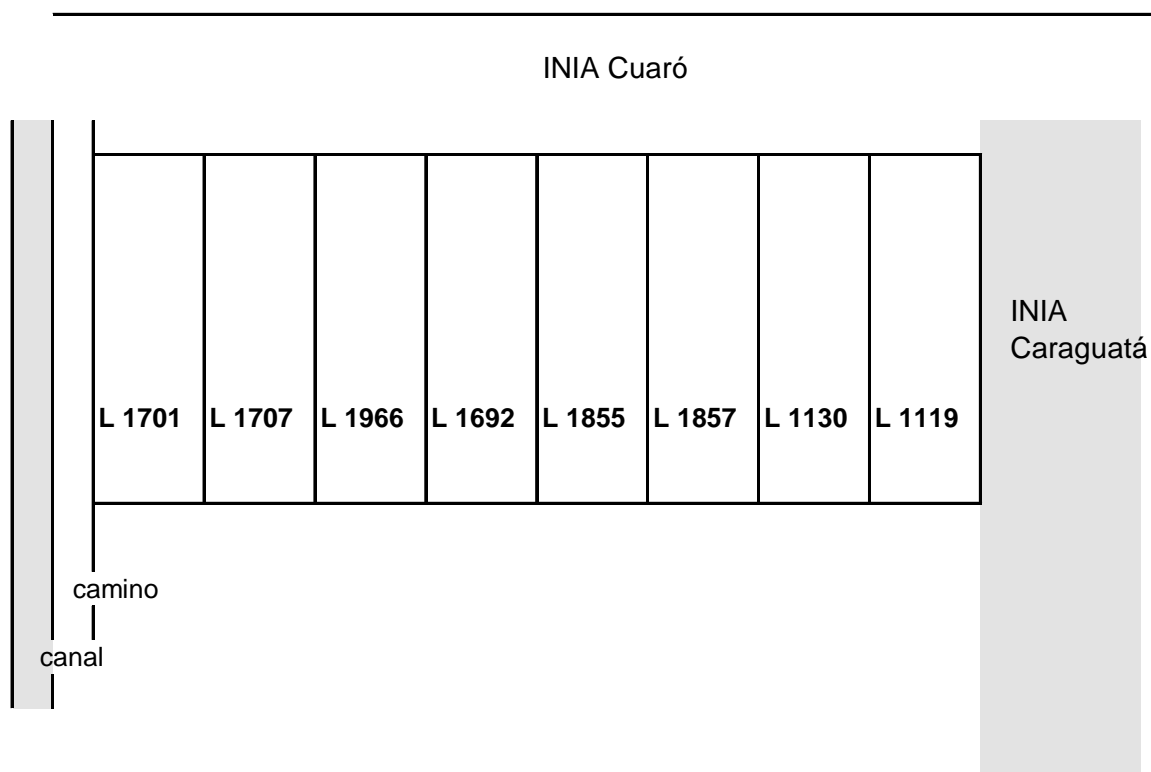 INIA Cuaró
INIA
Caraguatá
L 1701 L 1707 L 1966 L 1692 L 1855 L 1857 L 1130 L 1119
camino
canal